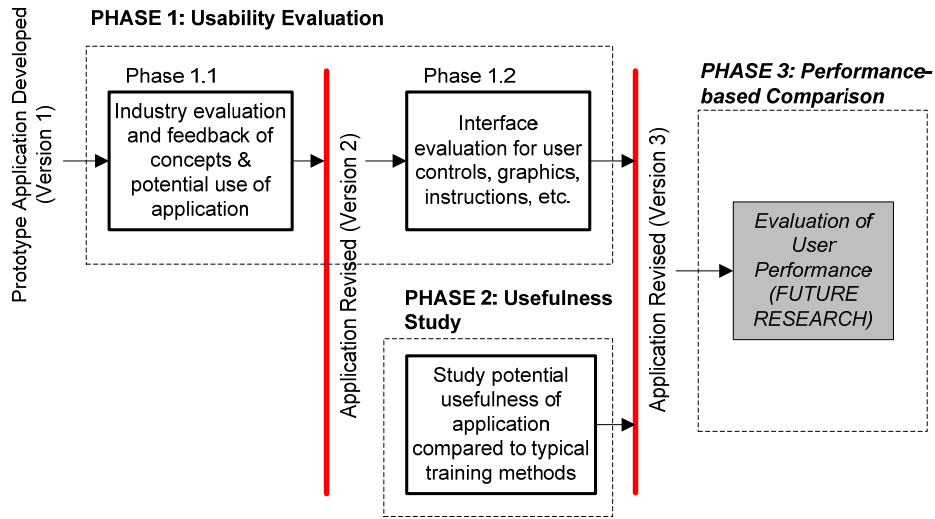 PHASE 1: Usability Evaluation
Prototype Application Developed
(Version 1)
Phase 1.1
Industry evaluation
and feedback of
concepts &
potential use of
application
Application Revised (Version 2)
Phase 1.2
Interface
evaluation for user
controls, graphics,
instructions, etc.
PHASE 2: Usefulness
Study
Study potential
usefulness of
application
compared to typical
training methods
Application Revised (Version 3)
PHASE 3: Performance-
based Comparison
Evaluation of
User
Performance
(FUTURE
RESEARCH)